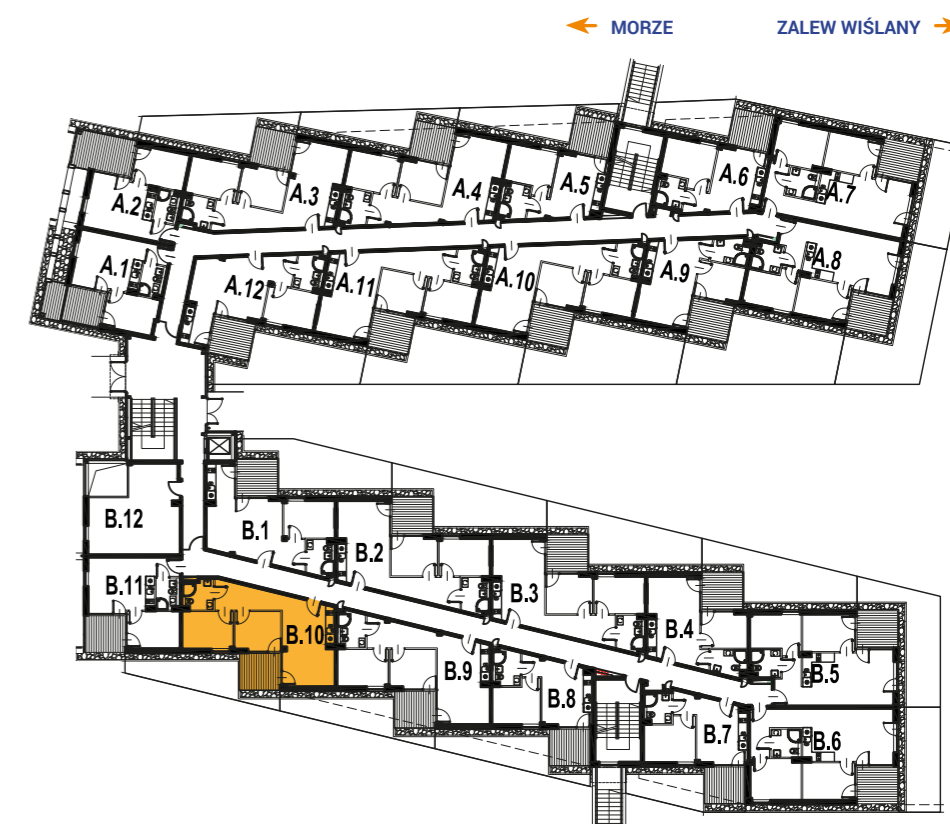 MORZE ZALEW WIŚLANY
A.2 A.3 A.4 A.5 A.6 A.7
A.1 A.12 A.11 A.10 A.9 A.8
B.12 B.1 B.2 B.3 B.4 B.5
B.11 B.10 B.9 B.8 B.7 B.6